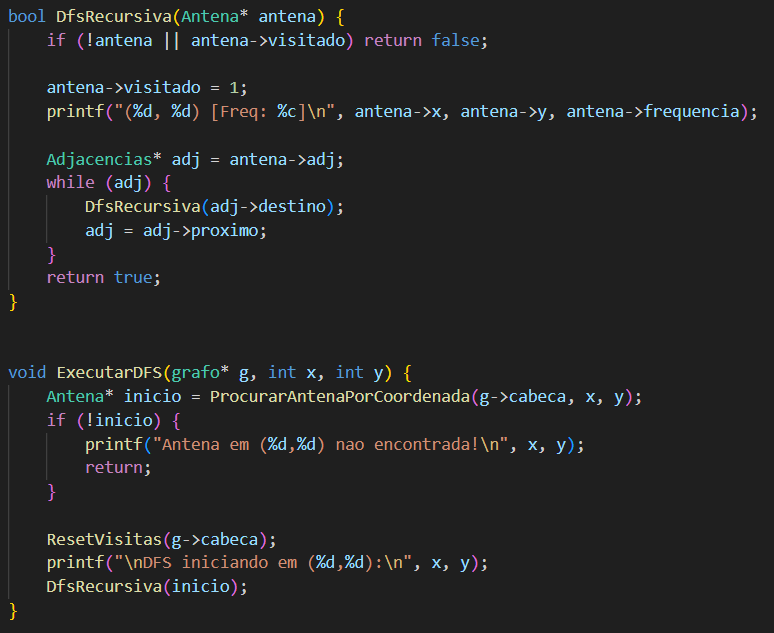 bool DfsRecursiva(Antena* antena) {
    if (!antena || antena->visitado) return false;

    antena->visitado = 1;
    printf("(%d, %d) [Freq: %c]\n", antena->x, antena->y, antena->frequencia);

    Adjacencias* adj = antena->adj;
    while (adj) {
        DfsRecursiva(adj->destino);
        adj = adj->proximo;
    }
    return true;
}


void ExecutarDFS(grafo* g, int x, int y) {
    Antena* inicio = ProcurarAntenaPorCoordenada(g->cabeca, x, y);
    if (!inicio) {
        printf("Antena em (%d,%d) nao encontrada!\n", x, y);
        return;
    }

    ResetVisitas(g->cabeca);
    printf("\nDFS iniciando em (%d,%d):\n", x, y);
    DfsRecursiva(inicio);
}